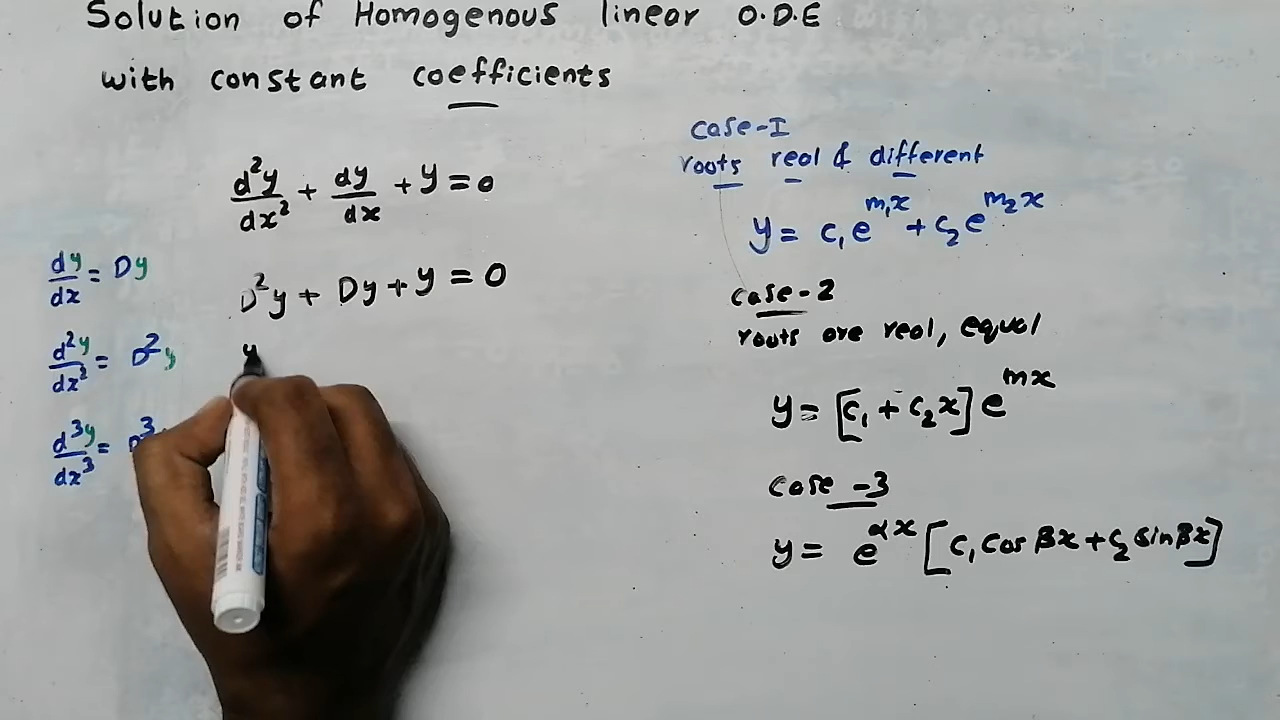 Solution of Homogenous linear O.D.E
with constant coefficients
d²y/dx² + dy/dx + y = 0
D²y + Dy + y = 0
y
dy/dx = Dy
d²y/dx² = D²y
d³y/dx³ = D³
case-I
roots real & different
y = c₁e^m₁x + c₂e^m₂x
case-2
roots are real, equal
y = [c₁ + c₂x] e^mx
case-3
y = e^αx [c₁cos βx + c₂ sin βx]